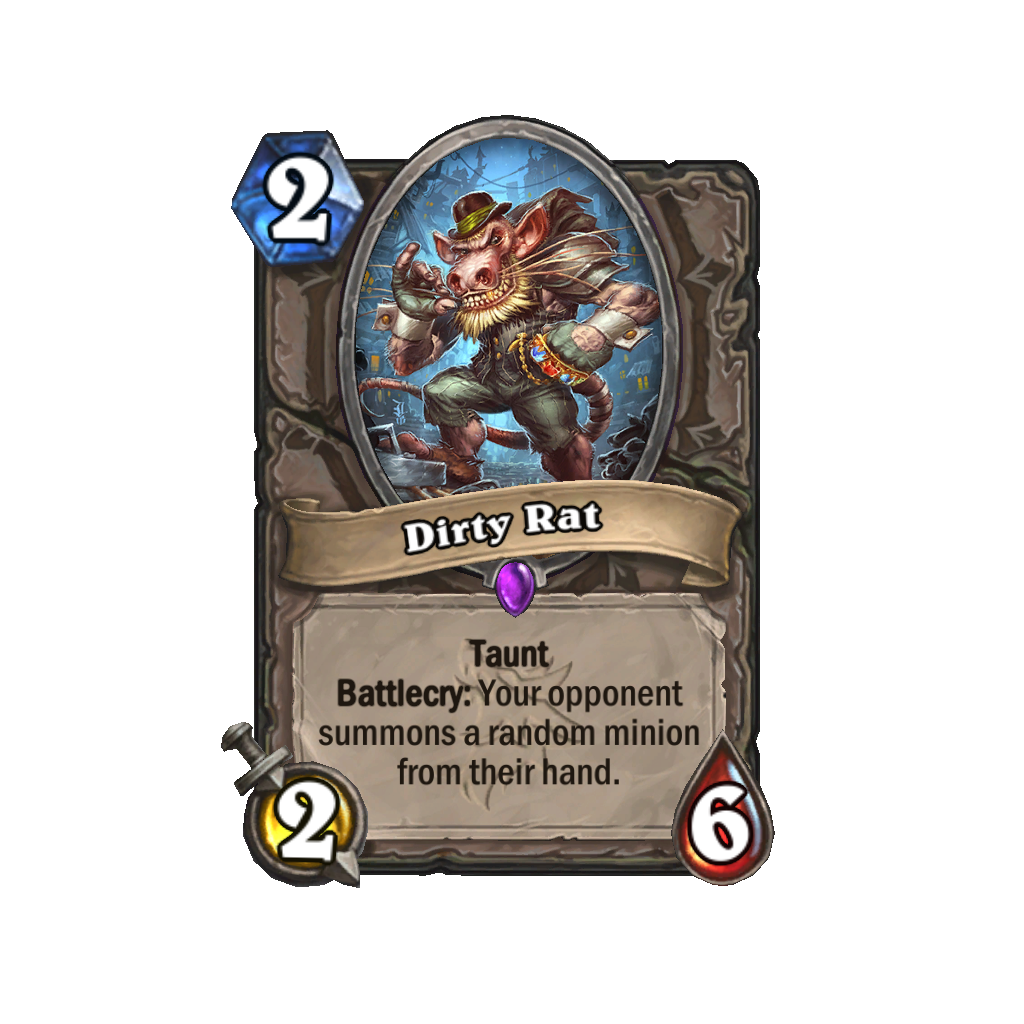 2
Dirty Rat
Taunt
Battlecry: Your opponent
summons a random minion
from their hand.
2
6